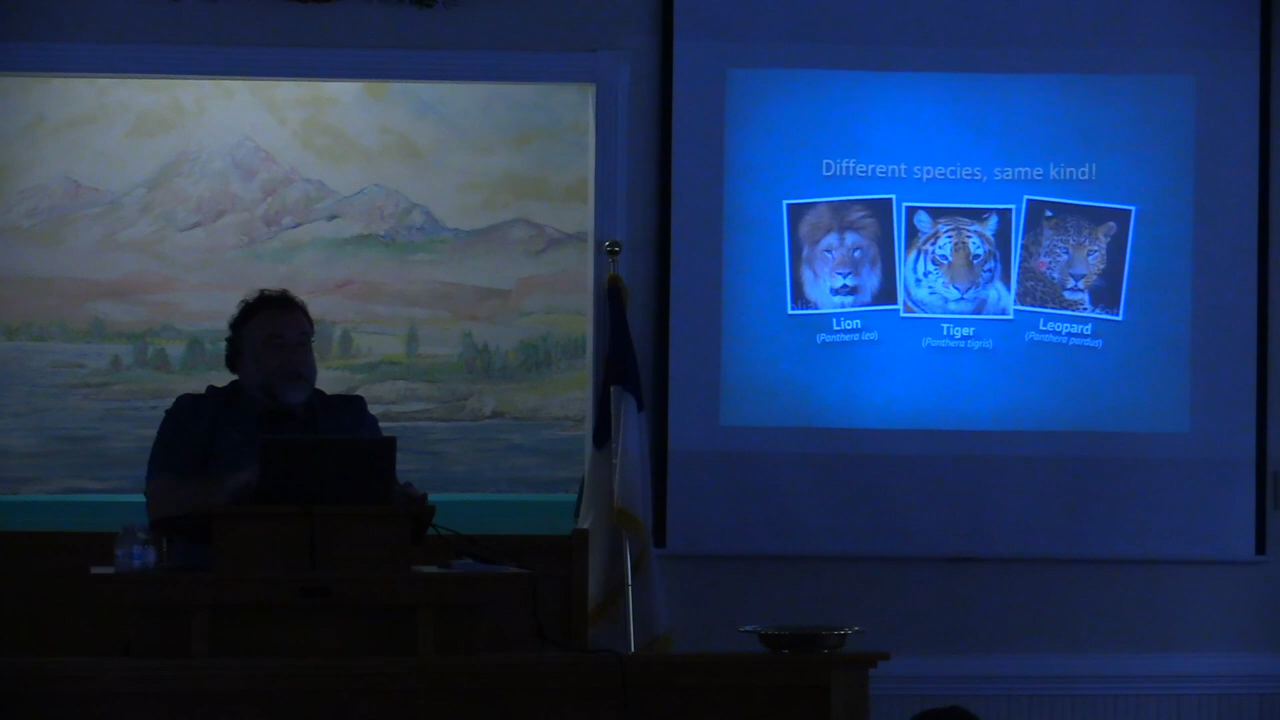 Different species, same kind!
Lion
(Panthera leo)
Tiger
(Panthera tigris)
Leopard
(Panthera pardus)